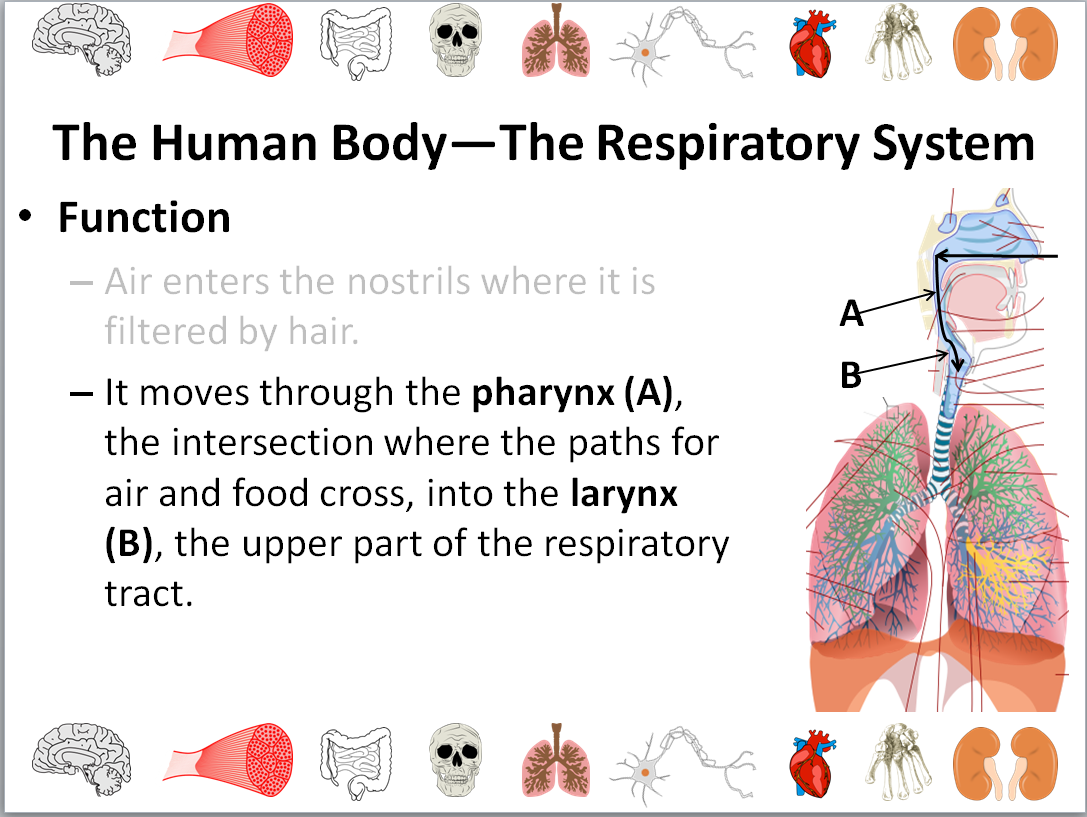 The Human Body—The Respiratory System
• Function
– Air enters the nostrils where it is
filtered by hair.
– It moves through the pharynx (A),
the intersection where the paths for
air and food cross, into the larynx
(B), the upper part of the respiratory
tract.
A
B